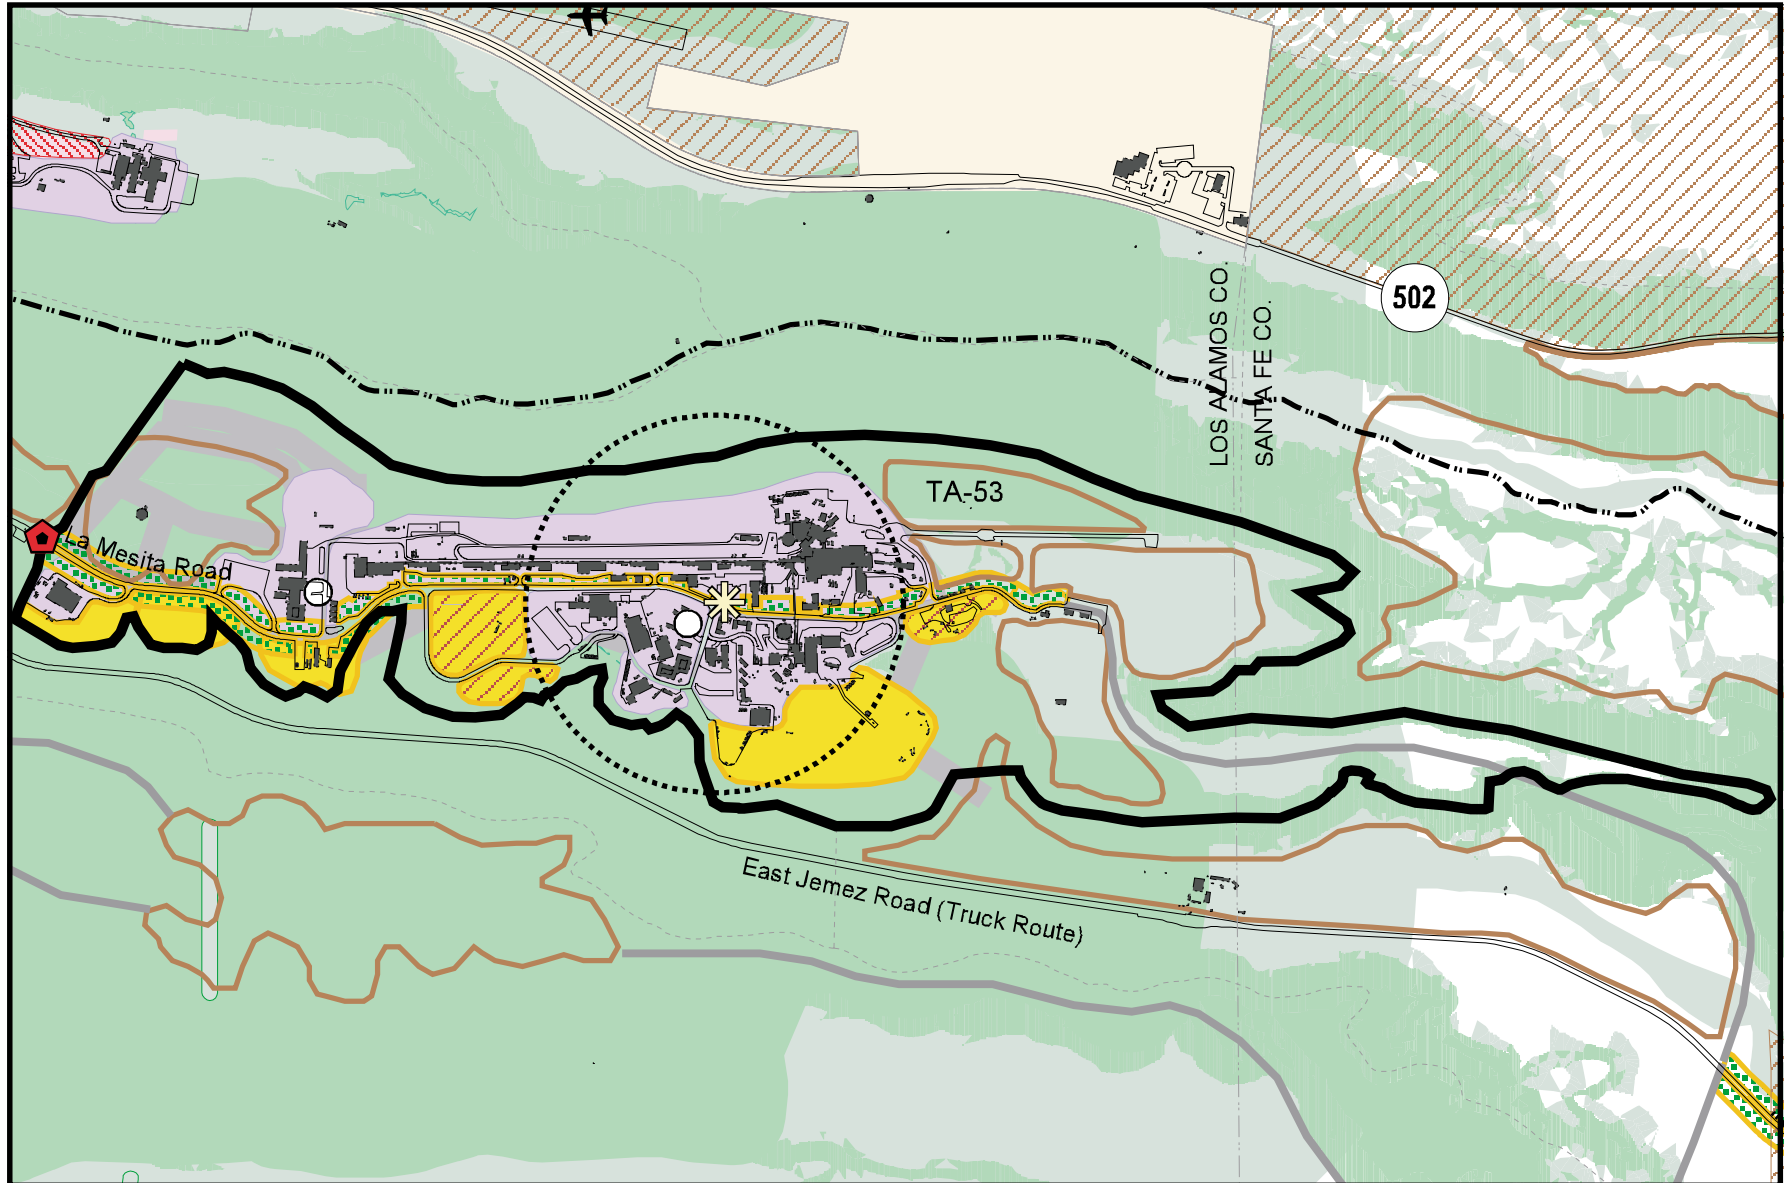 502
LOS ALAMOS CO.
SANTA FE CO.
TA-53
La Mesita Road
East Jemez Road (Truck Route)